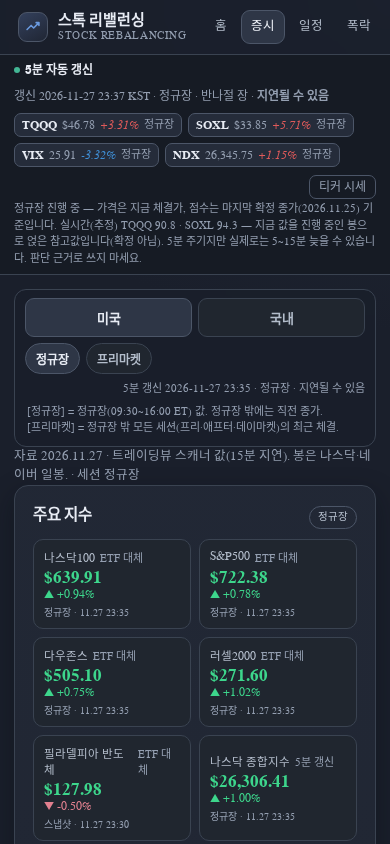 스톡 리밸런싱
STOCK REBALANCING
홈
증시
일정
폭락
5분 자동 갱신
갱신 2026-11-27 23:37 KST · 정규장 · 반나절 장 · 지연될 수 있음
TQQQ $46.78 +3.31% 정규장
SOXL $33.85 +5.71% 정규장
VIX 25.91 -3.32% 정규장
NDX 26,345.75 +1.15% 정규장
티커 시세
정규장 진행 중 — 가격은 지금 체결가, 점수는 마지막 확정 종가(2026.11.25) 기
준입니다. 실시간(추정) TQQQ 90.8 · SOXL 94.3 — 지금 값을 진행 중인 봉으
로 얹은 참고값입니다(확정 아님). 5분 주기지만 실제로는 5~15분 늦을 수 있습니
다. 판단 근거로 쓰지 마세요.
미국
국내
정규장
프리마켓
5분 갱신 2026-11-27 23:35 · 정규장 · 지연될 수 있음
[정규장] = 정규장(09:30~16:00 ET) 값. 정규장 밖에는 직전 종가.
[프리마켓] = 정규장 밖 모든 세션(프리·애프터·데이마켓)의 최근 체결.
자료 2026.11.27 · 트레이딩뷰 스캐너 값(15분 지연). 봉은 나스닥·네
이버 일봉. · 세션 정규장
주요 지수
정규장
나스닥100 ETF 대체
$639.91
▲ +0.94%
정규장 · 11.27 23:35
S&P500 ETF 대체
$722.38
▲ +0.78%
정규장 · 11.27 23:35
다우존스 ETF 대체
$505.10
▲ +0.75%
정규장 · 11.27 23:35
러셀2000 ETF 대체
$271.60
▲ +1.02%
정규장 · 11.27 23:35
필라델피아 반도체 ETF 대체
$127.98
▼ -0.50%
스냅샷 · 11.27 23:30
나스닥 종합지수 5분 갱신
$26,306.41
▲ +1.00%
정규장 · 11.27 23:35